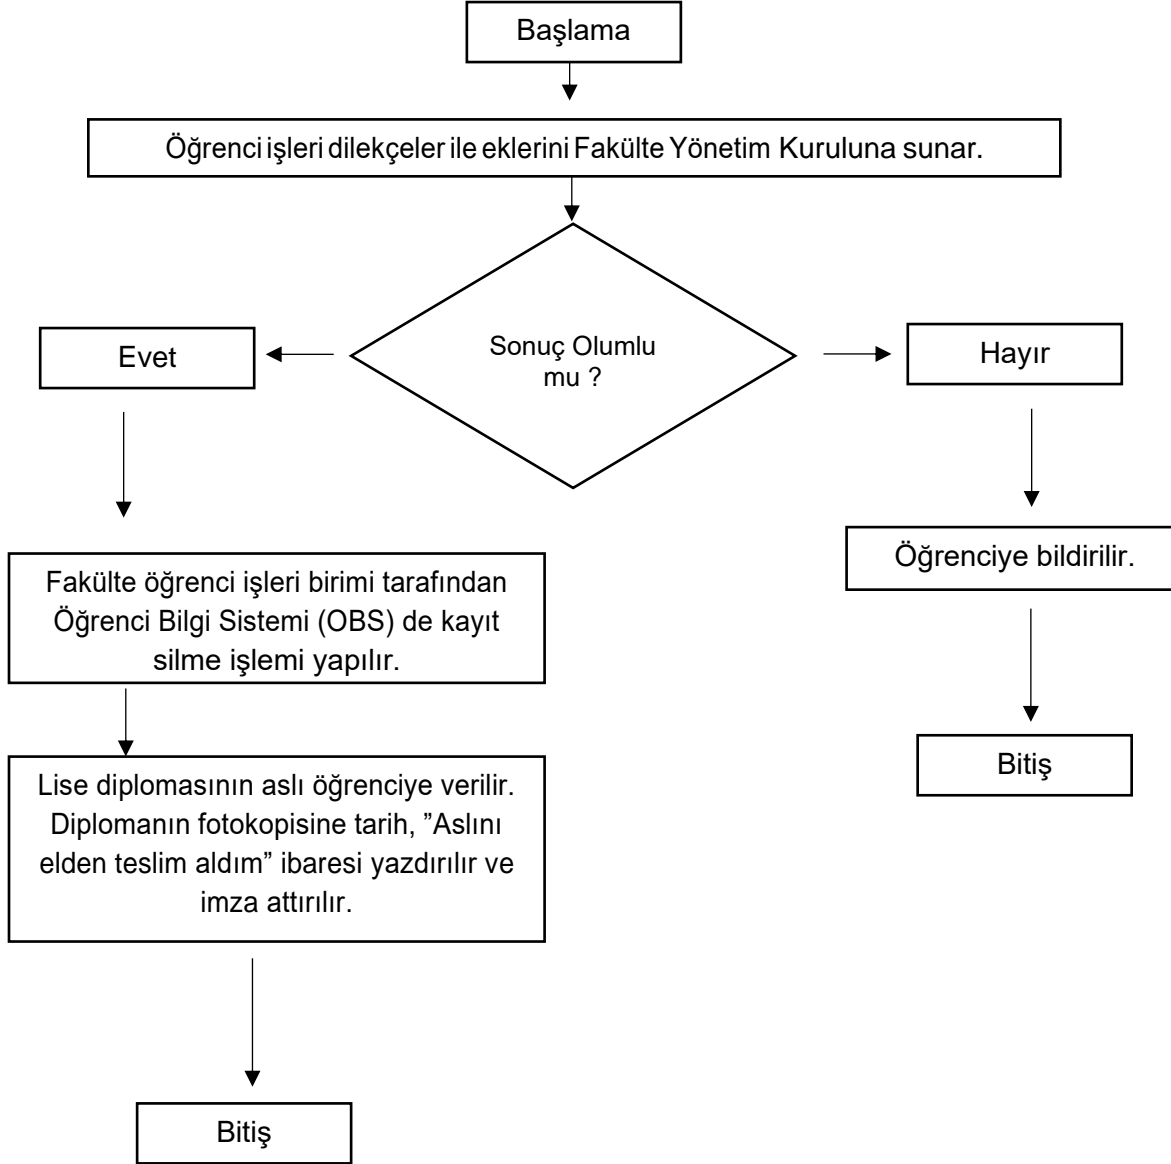 Başlama
Öğrenci işleri dilekçeler ile eklerini Fakülte Yönetim Kuruluna sunar.
Sonuç Olumlu
mu ?
Evet
Hayır
Fakülte öğrenci işleri birimi tarafından
Öğrenci Bilgi Sistemi (OBS) de kayıt
silme işlemi yapılır.
Öğrenciye bildirilir.
Lise diplomasının aslı öğrenciye verilir.
Diplomanın fotokopisine tarih, ”Aslını
elden teslim aldım” ibaresi yazdırılır ve
imza attırılır.
Bitiş
Bitiş